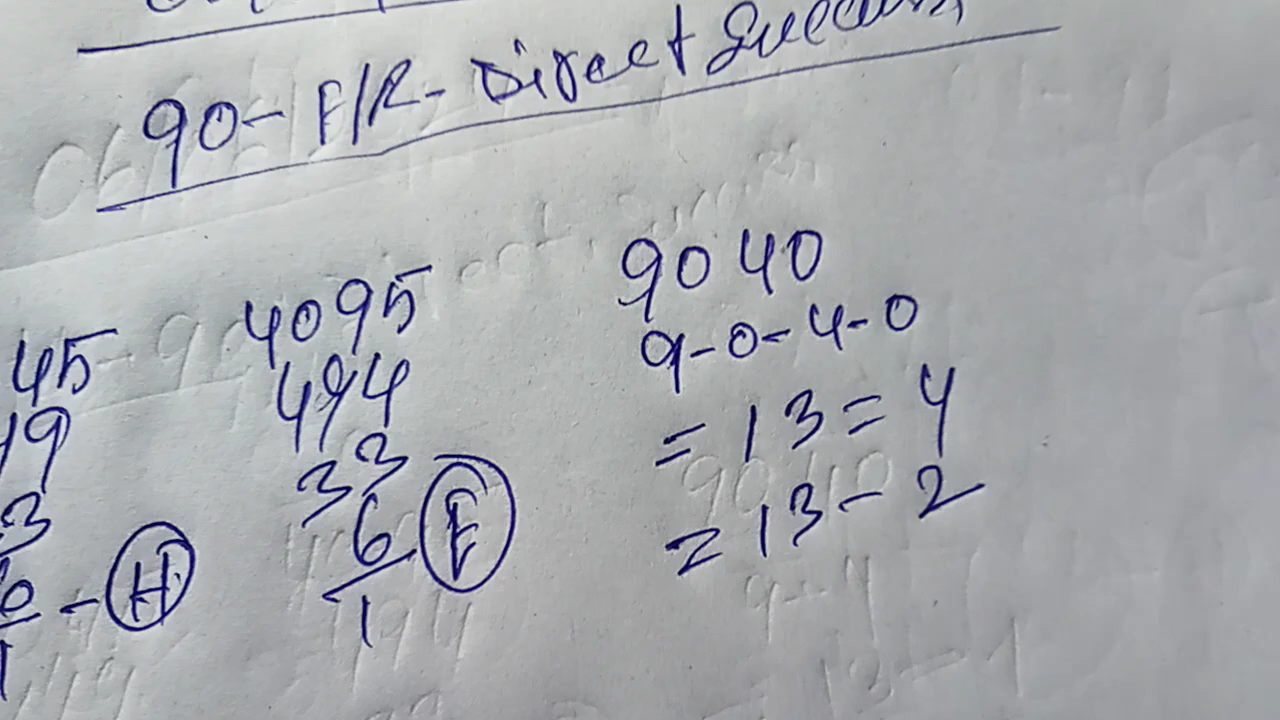 90- F/R- Direct
45
19
3
- H
4095
494
33
6 F
1
9040
9-0-4-0
= 13 = 4
= 13 - 2